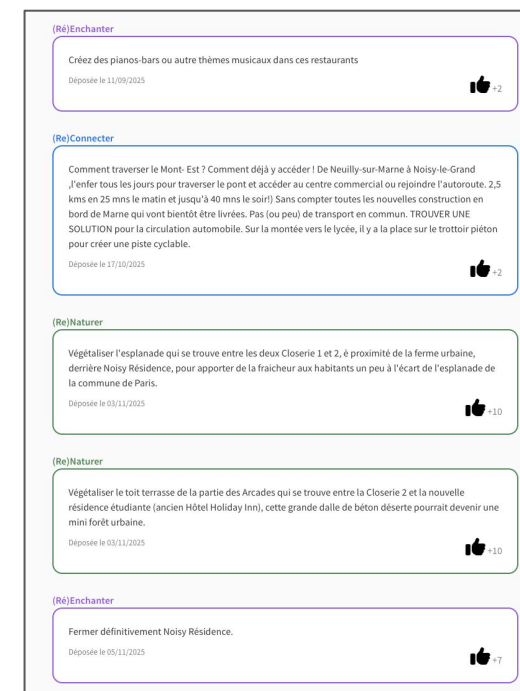 (Ré)Enchanter
Créez des pianos-bars ou autre thèmes musicaux dans ces restaurants
Déposée le 11/09/2025
+2
(Re)Connecter
Comment traverser le Mont- Est ? Comment déjà y accéder ! De Neuilly-sur-Marne à Noisy-le-Grand
,l'enfer tous les jours pour traverser le pont et accéder au centre commercial ou rejoindre l'autoroute. 2,5
kms en 25 mns le matin et jusqu'à 40 mns le soir!) Sans compter toutes les nouvelles construction en
bord de Marne qui vont bientôt être livrées. Pas (ou peu) de transport en commun. TROUVER UNE
SOLUTION pour la circulation automobile. Sur la montée vers le lycée, il y a la place sur le trottoir piéton
pour créer une piste cyclable.
Déposée le 17/10/2025
+2
(Re)Naturer
Végétaliser l'esplanade qui se trouve entre les deux Closerie 1 et 2, è proximité de la ferme urbaine,
derrière Noisy Résidence, pour apporter de la fraicheur aux habitants un peu à l'écart de l'esplanade de
la commune de Paris.
Déposée le 03/11/2025
+10
(Re)Naturer
Végétaliser le toit terrasse de la partie des Arcades qui se trouve entre la Closerie 2 et la nouvelle
résidence étudiante (ancien Hôtel Holiday Inn), cette grande dalle de béton déserte pourrait devenir une
mini forêt urbaine.
Déposée le 03/11/2025
+10
(Ré)Enchanter
Fermer définitivement Noisy Résidence.
Déposée le 05/11/2025
+7